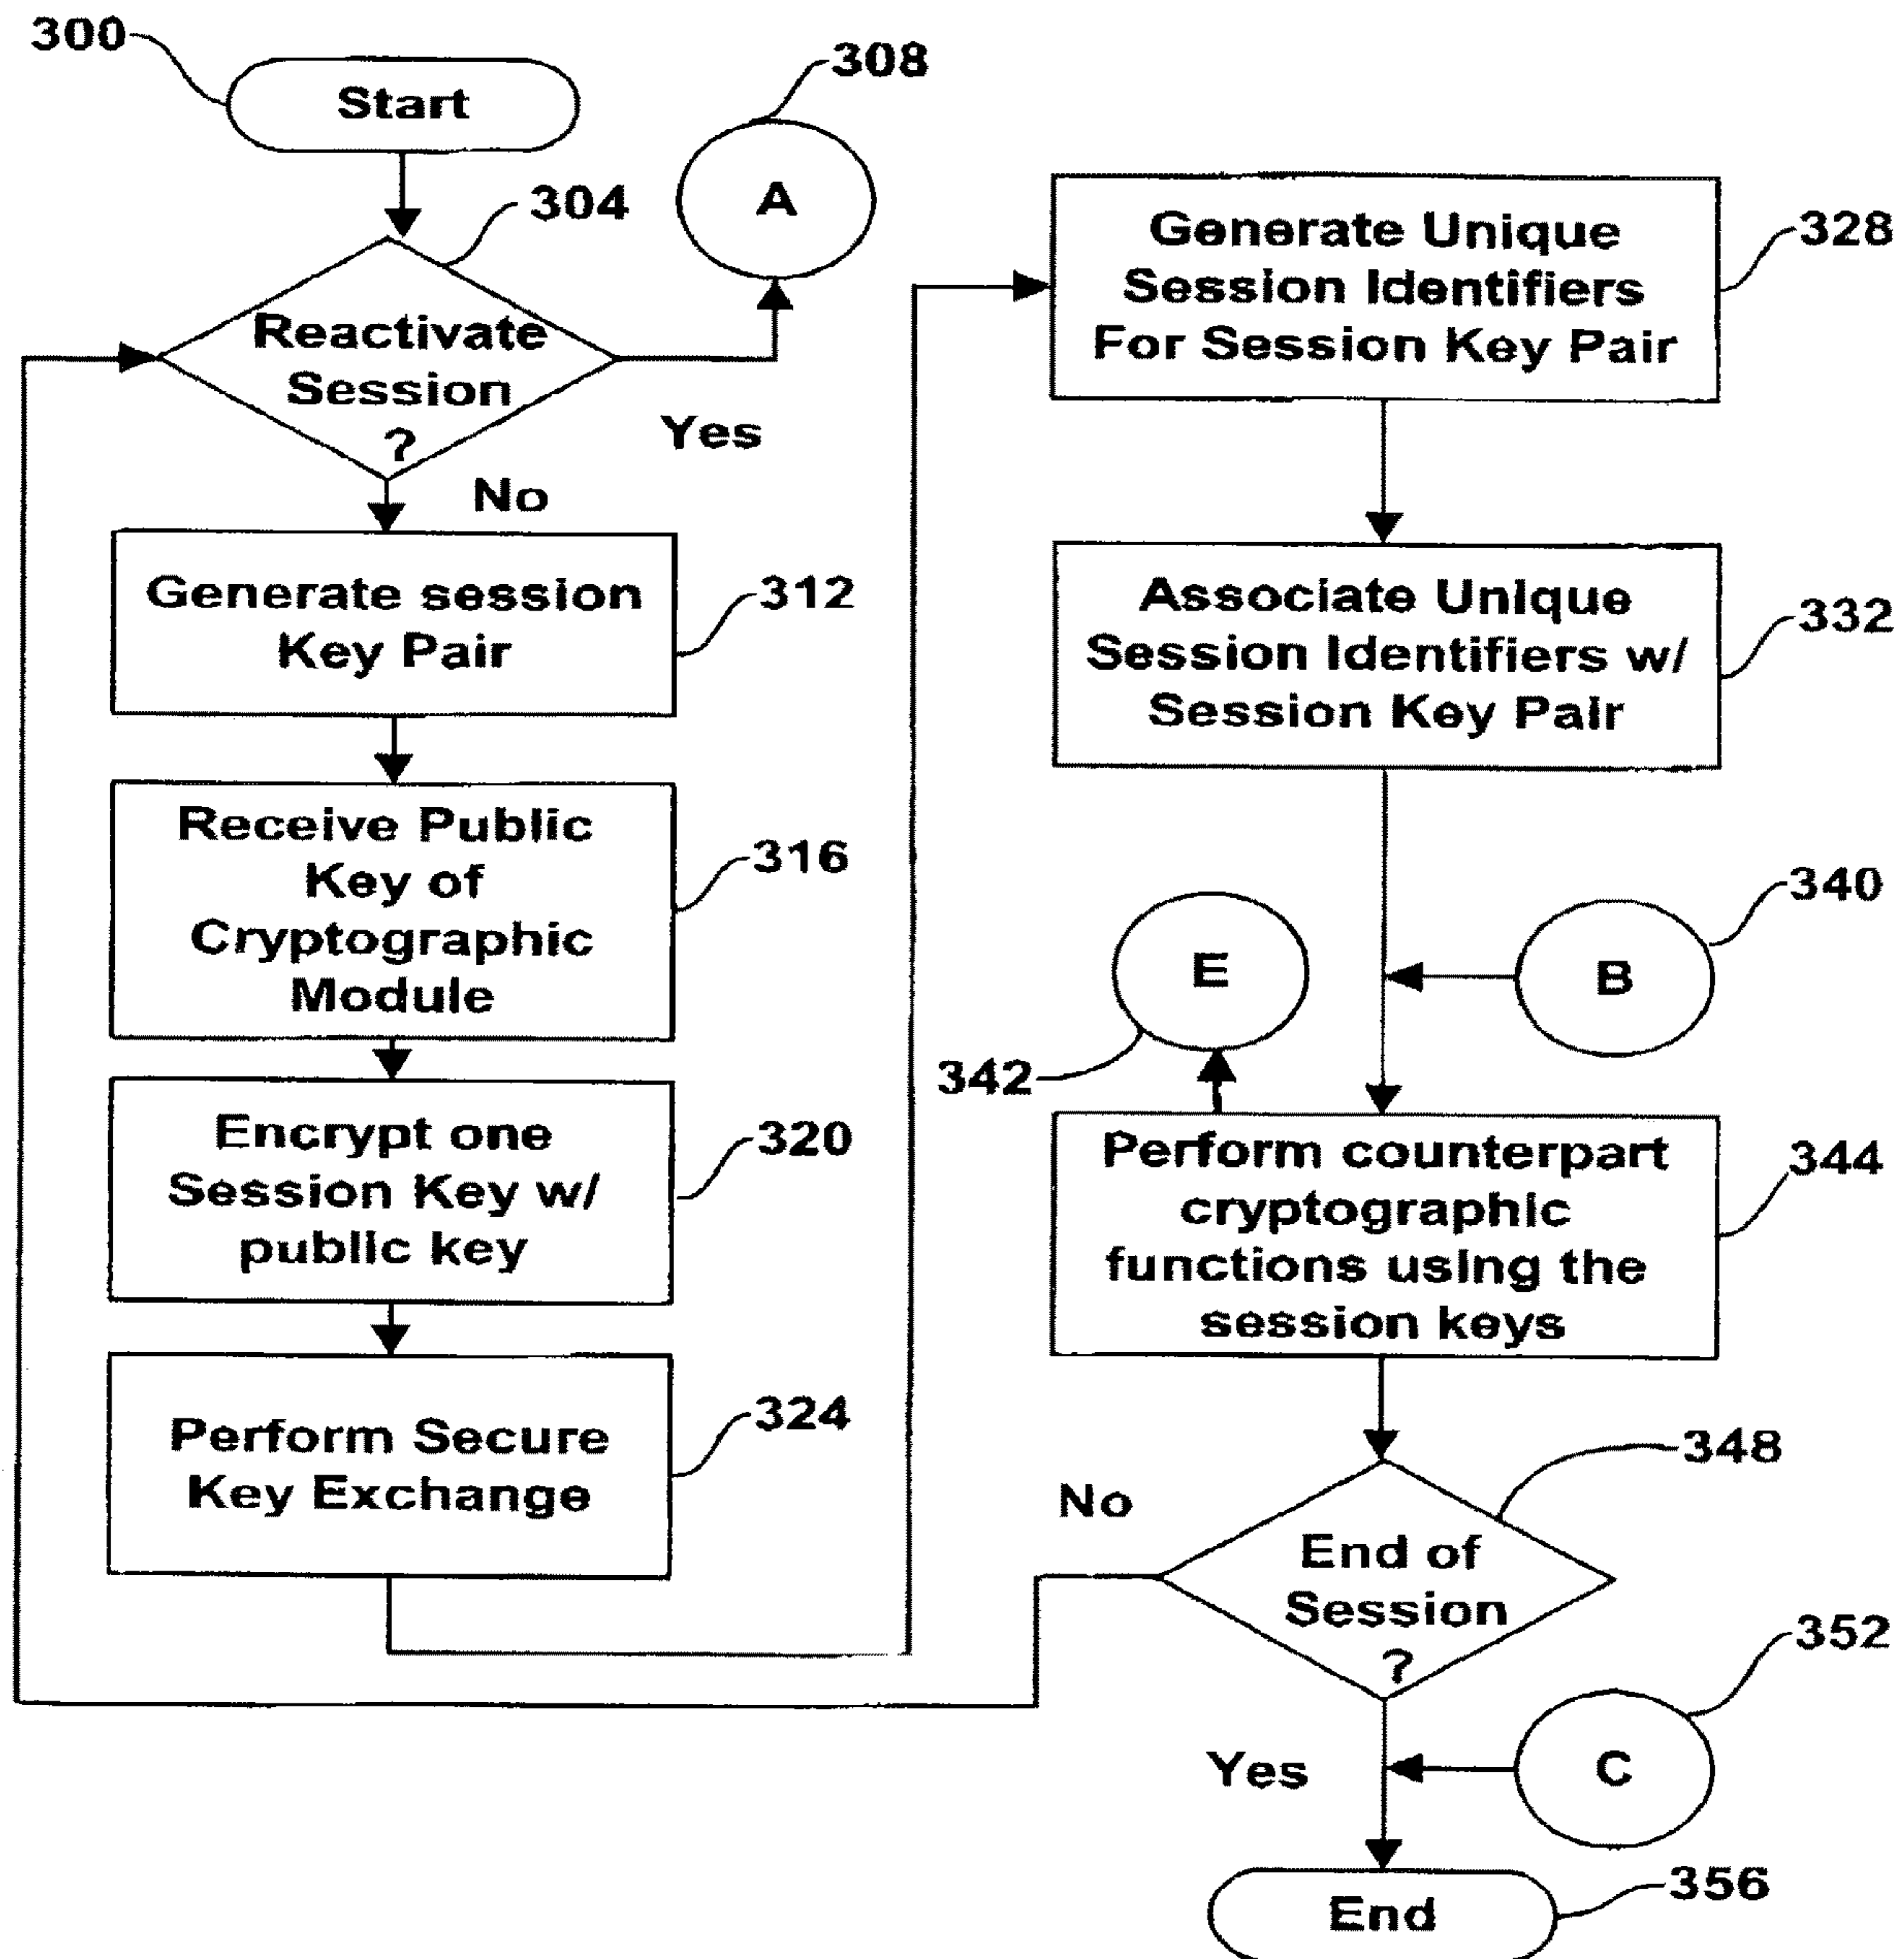 300
Start
308
A
304
Reactivate
Session
?
Yes
No
Generate session
Key Pair
312
Receive Public
Key of
Cryptographic
Module
316
Encrypt one
Session Key w/
public key
320
Perform Secure
Key Exchange
324
Generate Unique
Session Identifiers
For Session Key Pair
328
Associate Unique
Session Identifiers w/
Session Key Pair
332
340
B
E
342
Perform counterpart
cryptographic
functions using the
session keys
344
348
No
End of
Session
?
352
Yes
C
End
356